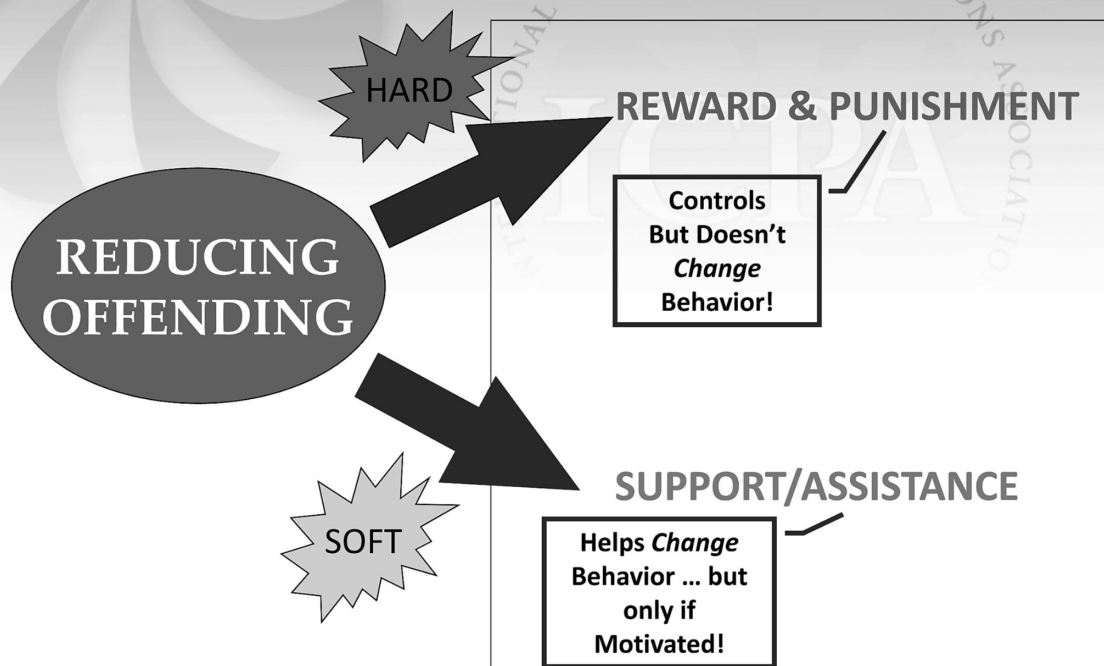 HARD
REWARD & PUNISHMENT
Controls
But Doesn't
Change
Behavior!
REDUCING
OFFENDING
SUPPORT/ASSISTANCE
SOFT
Helps Change
Behavior ... but
only if
Motivated!
ICPA